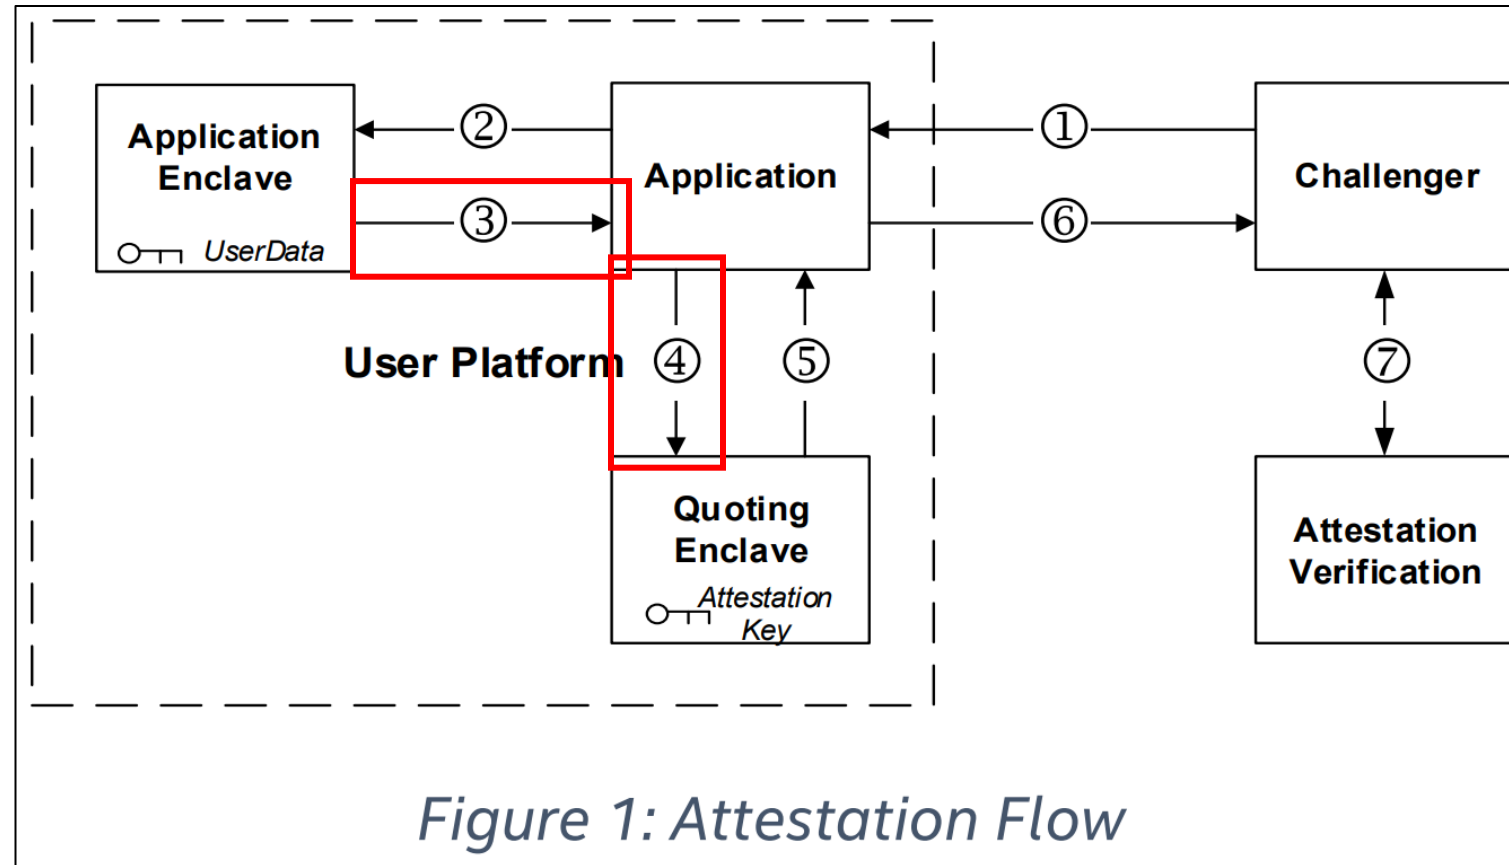 Application
Enclave
UserData
②
③
Application
①
⑥
Challenger
User Platform
④
⑤
⑦
Quoting
Enclave
Attestation
Key
Attestation
Verification
Figure 1: Attestation Flow